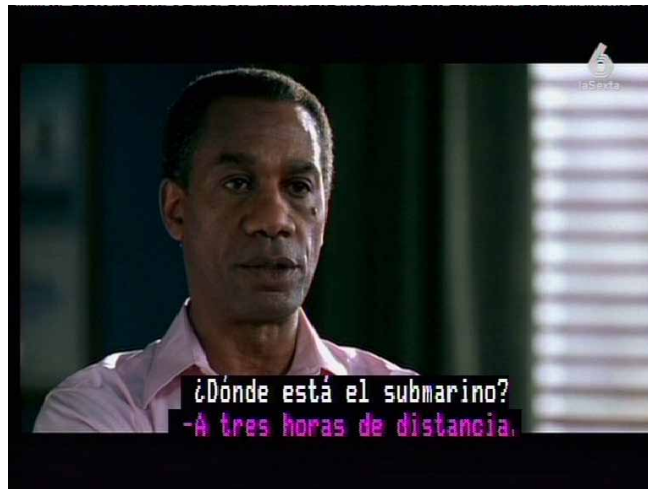 6
laSexta
¿Dónde está el submarino?
-A tres horas de distancia.